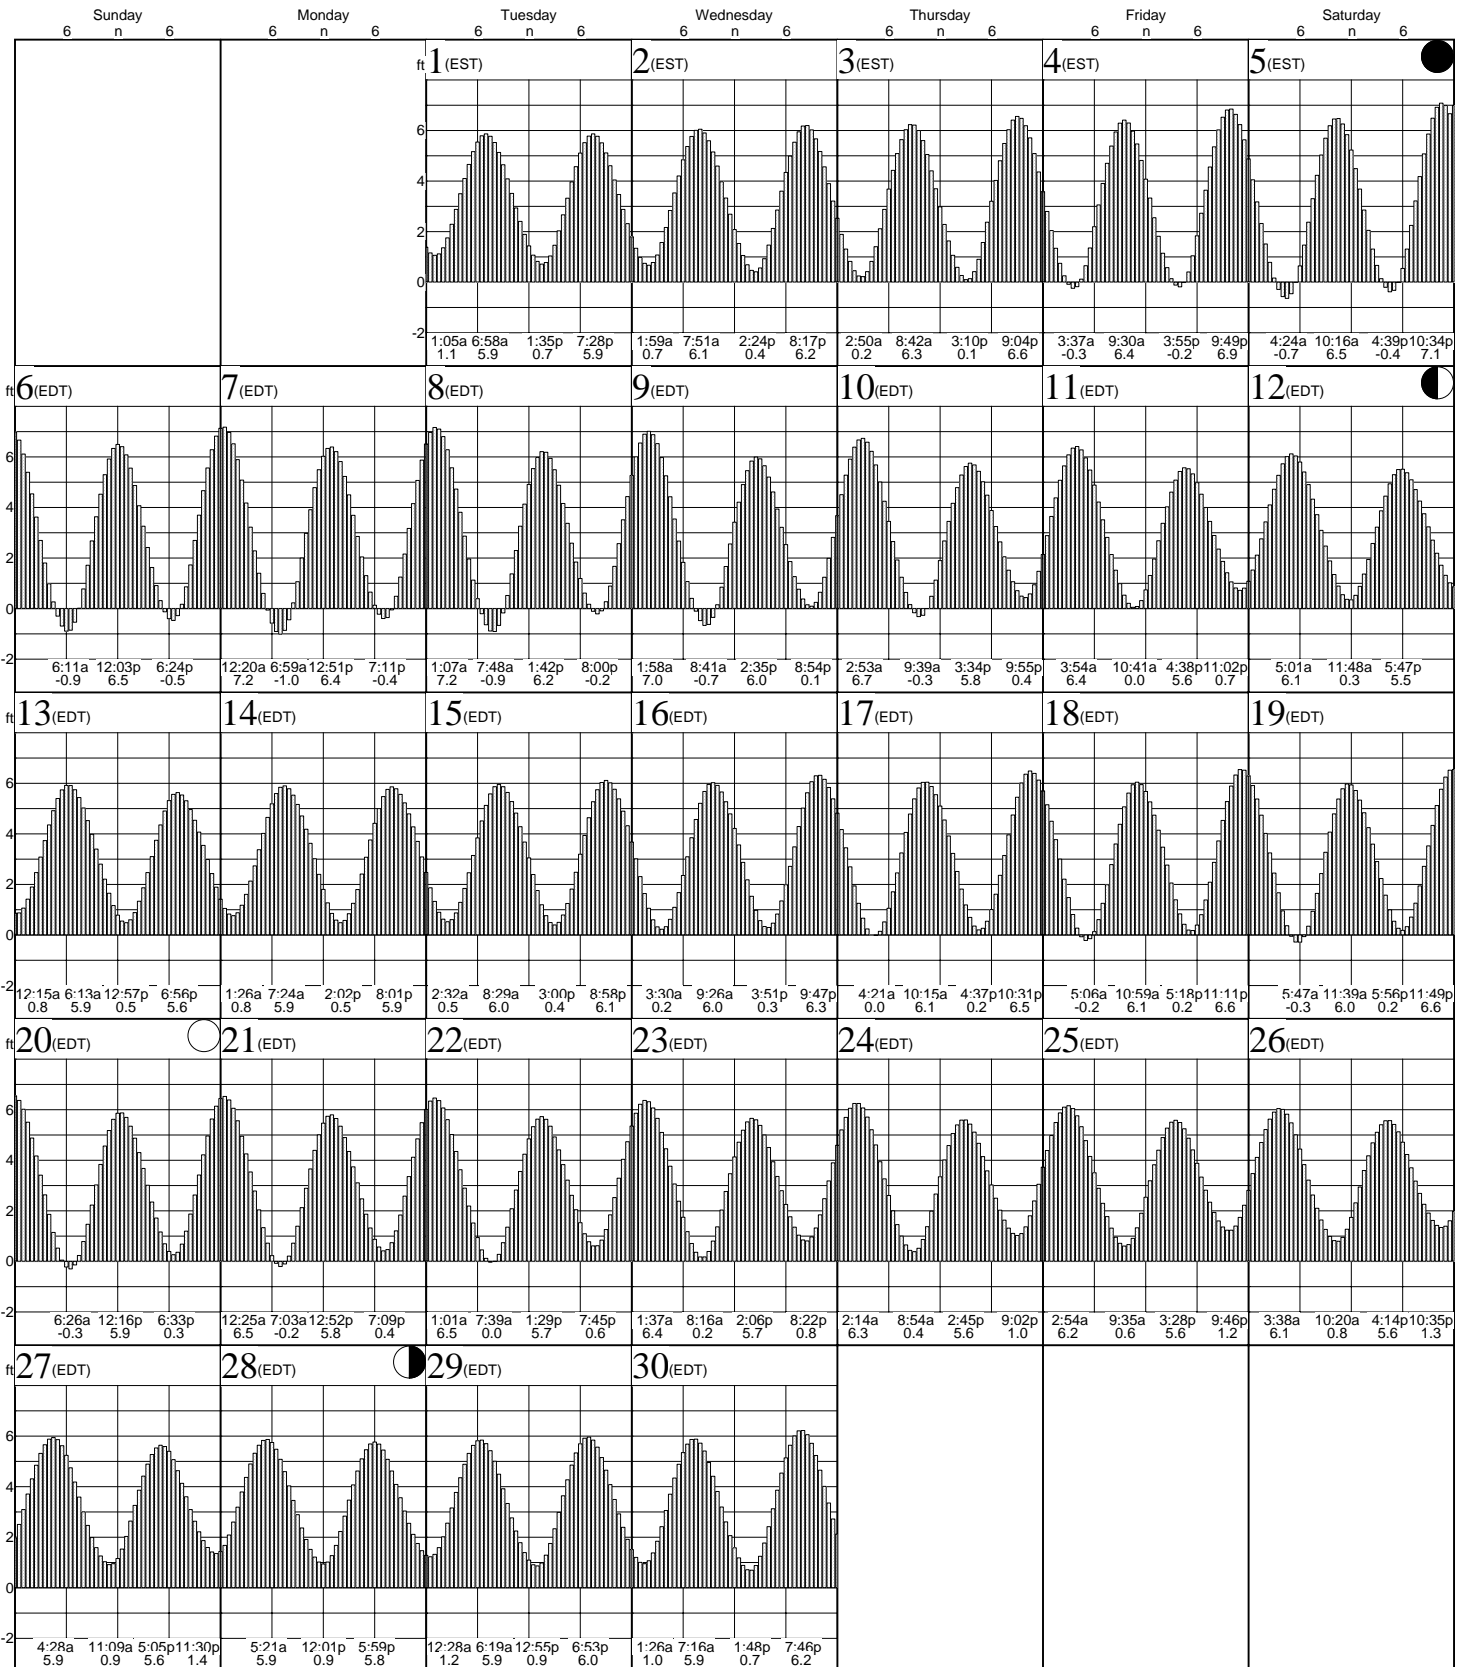 Sunday Monday Tuesday Wednesday Thursday Friday Saturday
6 n 6 6 n 6 6 n 6 6 n 6 6 n 6 6 n 6 6 n 6
ft 1(EST) 2(EST) 3(EST) 4(EST) 5(EST)
6
4
2
0
-2
1:05a 6:58a 1:35p 7:28p 1:59a 7:51a 2:24p 8:17p 2:50a 8:42a 3:10p 9:04p 3:37a 9:30a 3:55p 9:49p 4:24a 10:16a 4:39p 10:34p
1.1 5.9 0.7 5.9 0.7 6.1 0.4 6.2 0.2 6.3 0.1 6.6 -0.3 6.4 -0.2 6.9 -0.7 6.5 -0.4 7.1
ft 6(EDT) 7(EDT) 8(EDT) 9(EDT) 10(EDT) 11(EDT) 12(EDT)
6
4
2
0
-2
6:11a 12:03p 6:24p 12:20a 6:59a 12:51p 7:11p 1:07a 7:48a 1:42p 8:00p 1:58a 8:41a 2:35p 8:54p 2:53a 9:39a 3:34p 9:55p 3:54a 10:41a 4:38p 11:02p 5:01a 11:48a 5:47p
-0.9 6.5 -0.5 7.2 -1.0 6.4 -0.4 7.2 -0.9 6.2 -0.2 7.0 -0.7 6.0 0.1 6.7 -0.3 5.8 0.4 6.4 0.0 5.6 0.7 6.1 0.3 5.5
ft 13(EDT) 14(EDT) 15(EDT) 16(EDT) 17(EDT) 18(EDT) 19(EDT)
6
4
2
0
-2
12:15a 6:13a 12:57p 6:56p 1:26a 7:24a 2:02p 8:01p 2:32a 8:29a 3:00p 8:58p 3:30a 9:26a 3:51p 9:47p 4:21a 10:15a 4:37p 10:31p 5:06a 10:59a 5:18p 11:11p 5:47a 11:39a 5:56p 11:49p
0.8 5.9 0.5 5.6 0.8 5.9 0.5 5.9 0.5 6.0 0.4 6.1 0.2 6.0 0.3 6.3 0.0 6.1 0.2 6.5 -0.2 6.1 0.2 6.6 -0.3 6.0 0.2 6.6
ft 20(EDT) 21(EDT) 22(EDT) 23(EDT) 24(EDT) 25(EDT) 26(EDT)
6
4
2
0
-2
6:26a 12:16p 6:33p 12:25a 7:03a 12:52p 7:09p 1:01a 7:39a 1:29p 7:45p 1:37a 8:16a 2:06p 8:22p 2:14a 8:54a 2:45p 9:02p 2:54a 9:35a 3:28p 9:46p 3:38a 10:20a 4:14p 10:35p
-0.3 5.9 0.3 6.5 -0.2 5.8 0.4 6.5 0.0 5.7 0.6 6.4 0.2 5.7 0.8 6.3 0.4 5.6 1.0 6.2 0.6 5.6 1.2 6.1 0.8 5.6 1.3
ft 27(EDT) 28(EDT) 29(EDT) 30(EDT)
6
4
2
0
-2
4:28a 11:09a 5:05p 11:30p 5:21a 12:01p 5:59p 12:28a 6:19a 12:55p 6:53p 1:26a 7:16a 1:48p 7:46p
5.9 0.9 5.6 1.4 5.9 0.9 5.8 1.2 5.9 0.9 6.0 1.0 5.9 0.7 6.2